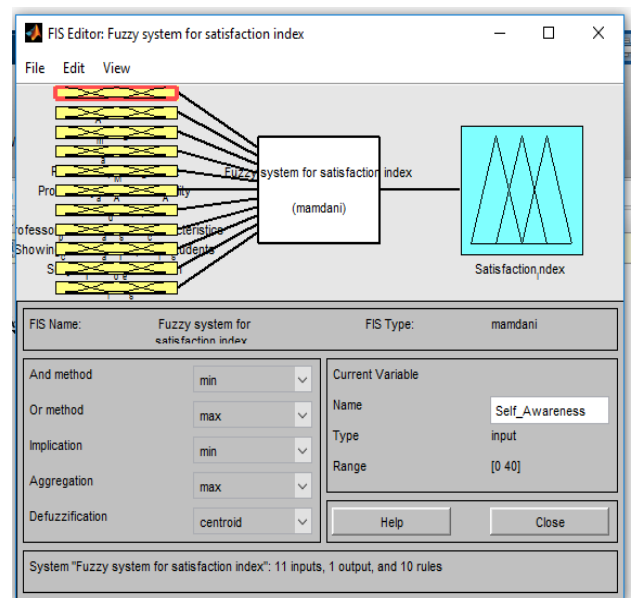 FIS Editor: Fuzzy system for satisfaction index
File Edit View
Fuzzy system for satisfaction index
(mamdani)
Satisfaction
ndex
FIS Name: Fuzzy system for satisfaction index
FIS Type: mamdani
And method min
Or method max
Implication min
Aggregation max
Defuzzification centroid
Current Variable
Name Self_Awareness
Type input
Range [0 40]
Help Close
System "Fuzzy system for satisfaction index": 11 inputs, 1 output, and 10 rules